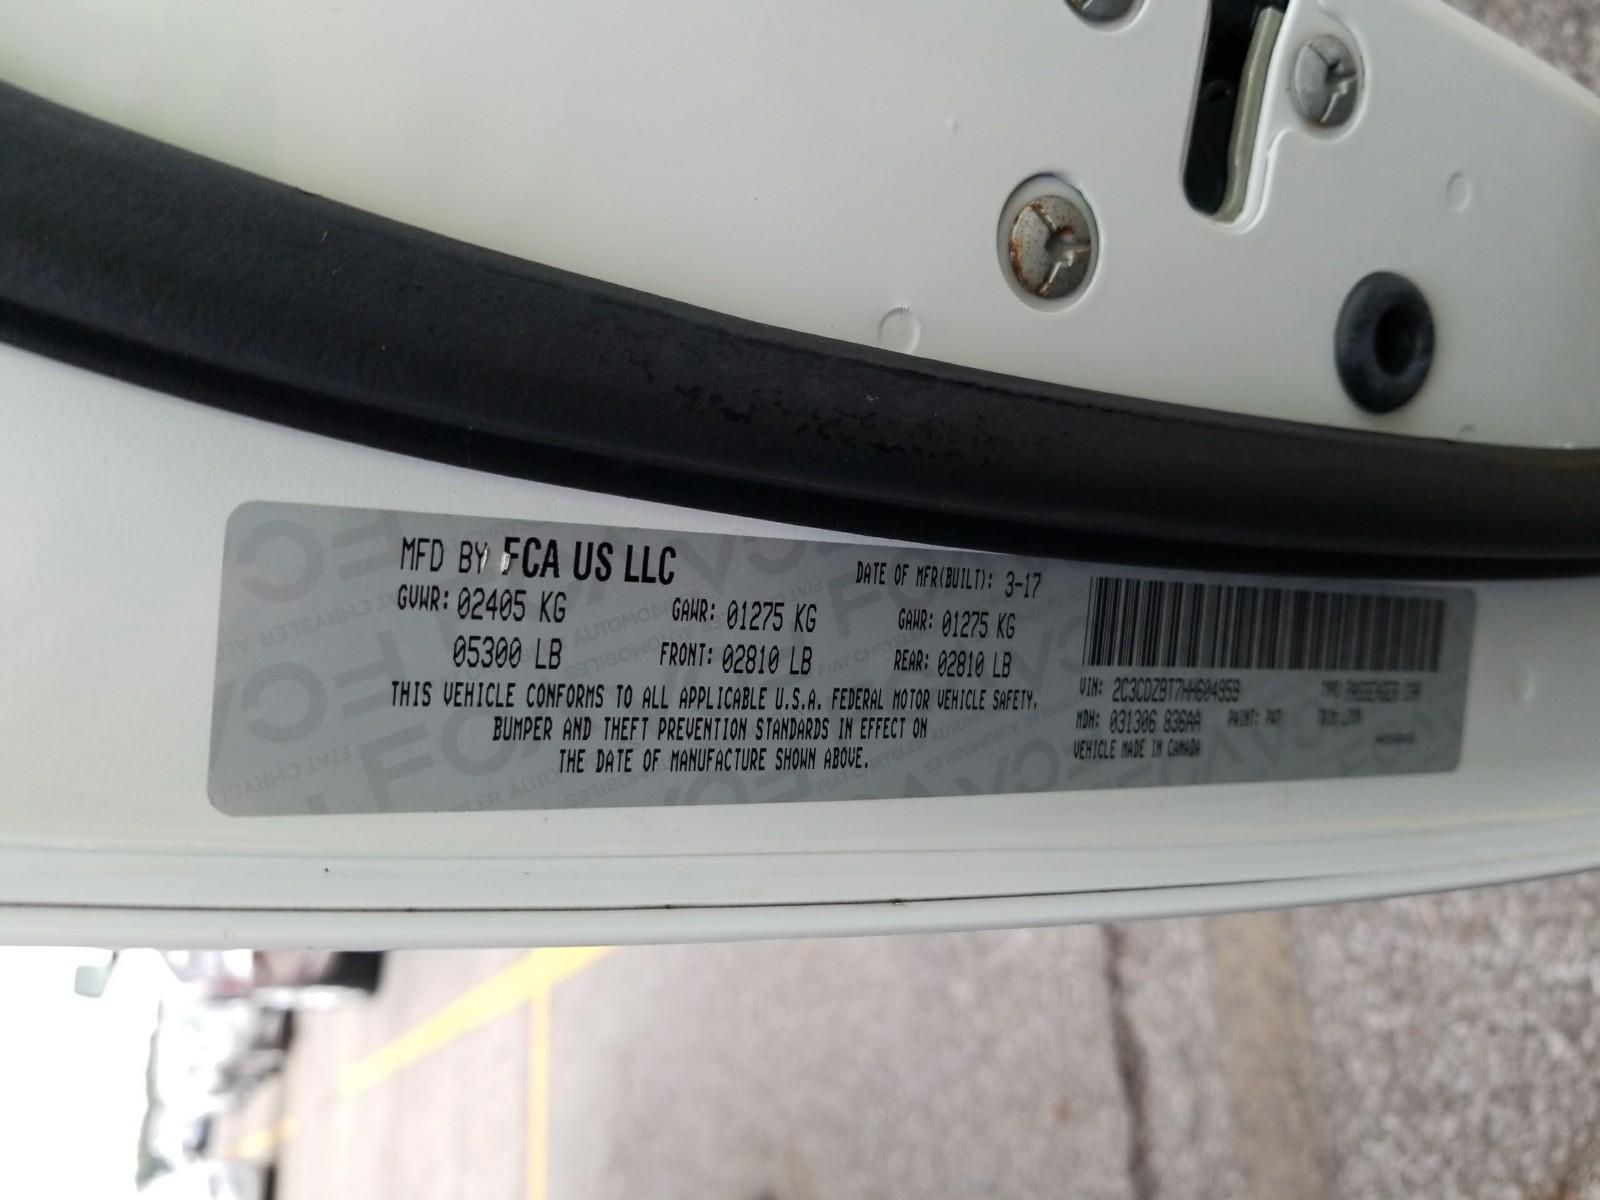 MFD BY FCA US LLC
DATE OF MFR(BUILT): 3-17
GVWR: 02405 KG GAWR: 01275 KG GAWR: 01275 KG
05300 LB FRONT: 02810 LB REAR: 02810 LB
THIS VEHICLE CONFORMS TO ALL APPLICABLE U.S.A. FEDERAL MOTOR VEHICLE SAFETY,
BUMPER AND THEFT PREVENTION STANDARDS IN EFFECT ON
THE DATE OF MANUFACTURE SHOWN ABOVE.
VIN: 2C3CDZBT7HH604959 TYPE: PASSENGER CAR
MDH: 031306 836AA PAINT:
VEHICLE MADE IN CANADA